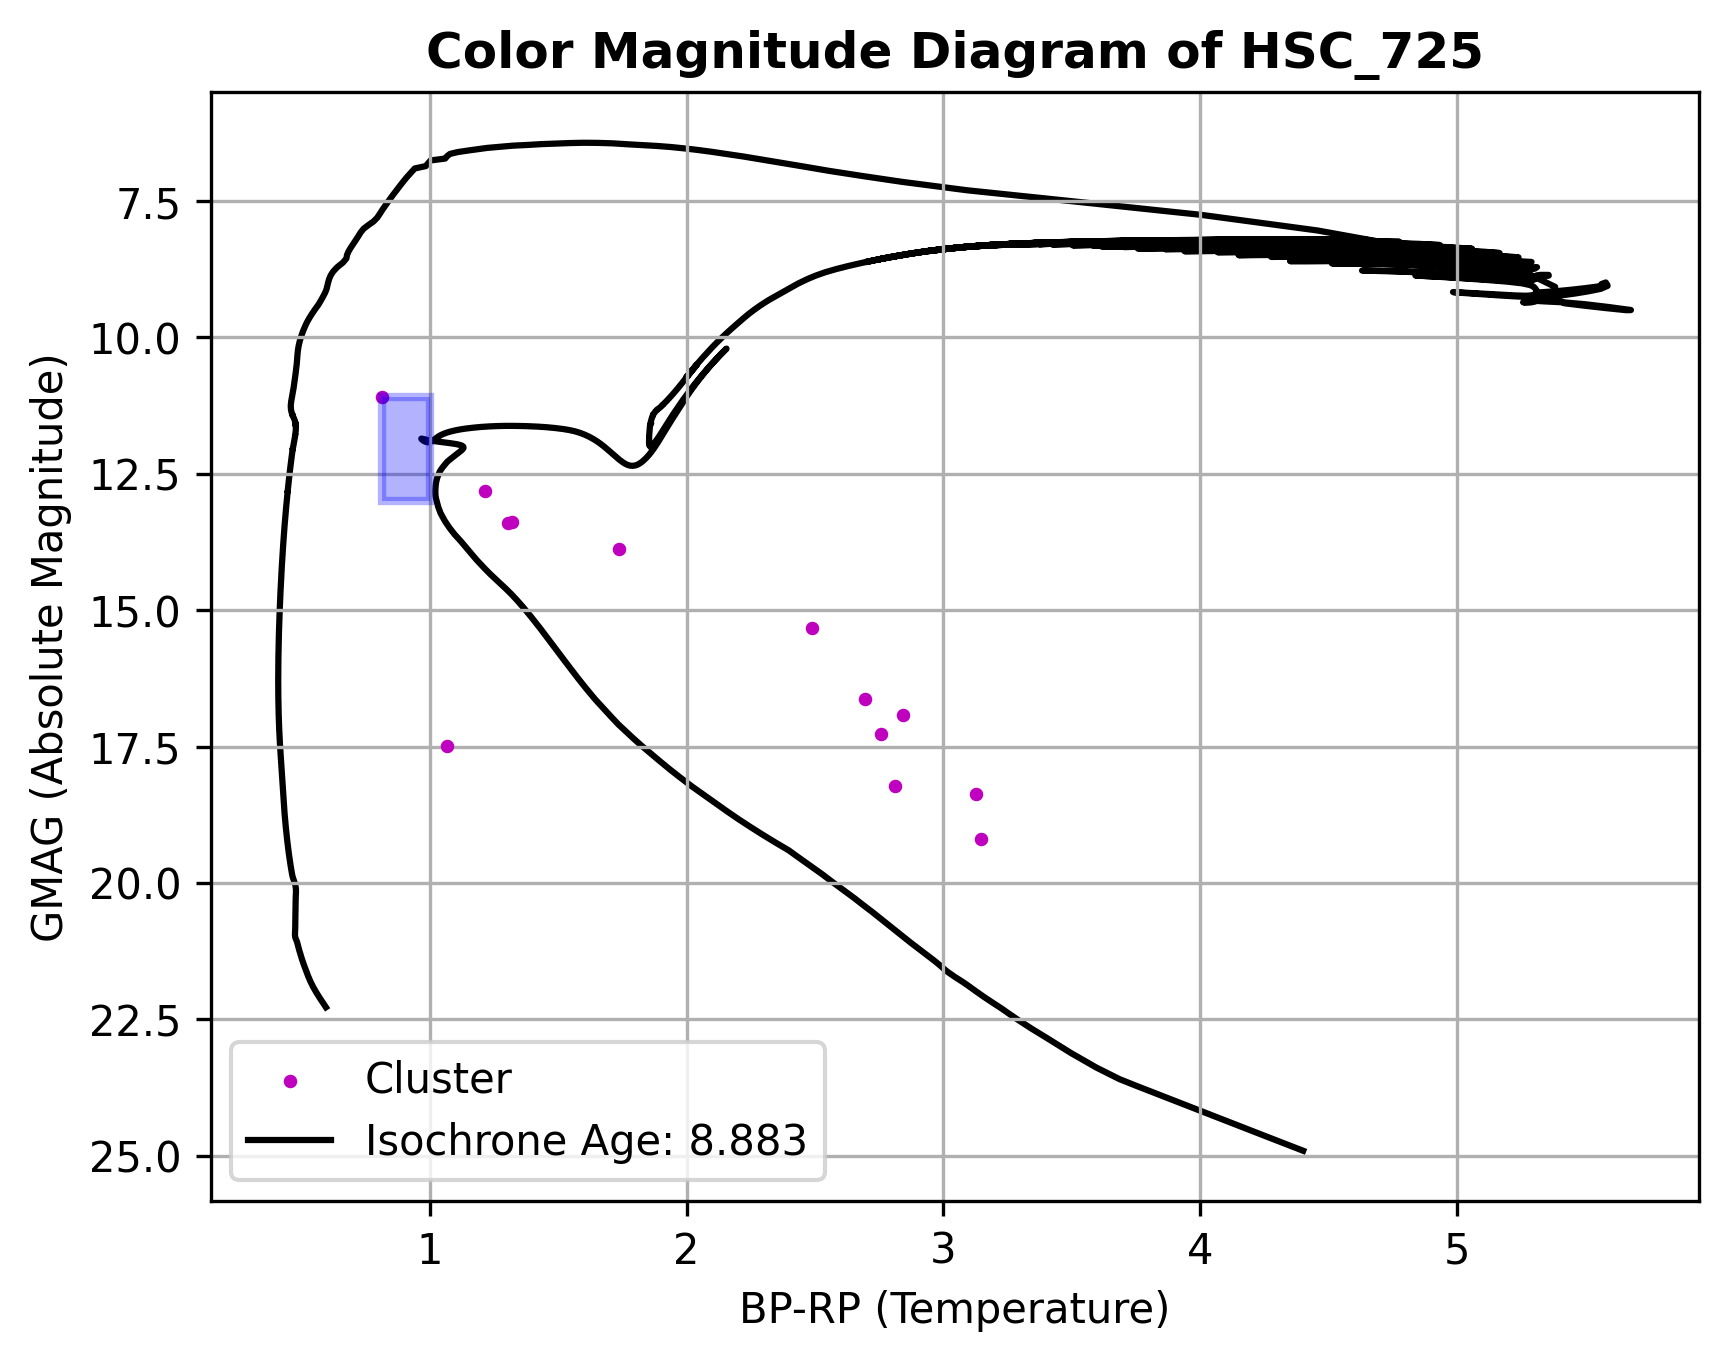 Color Magnitude Diagram of HSC_725
GMAG (Absolute Magnitude)
7.5
10.0
12.5
15.0
17.5
20.0
22.5
25.0
Cluster
Isochrone Age: 8.883
1 2 3 4 5
BP-RP (Temperature)